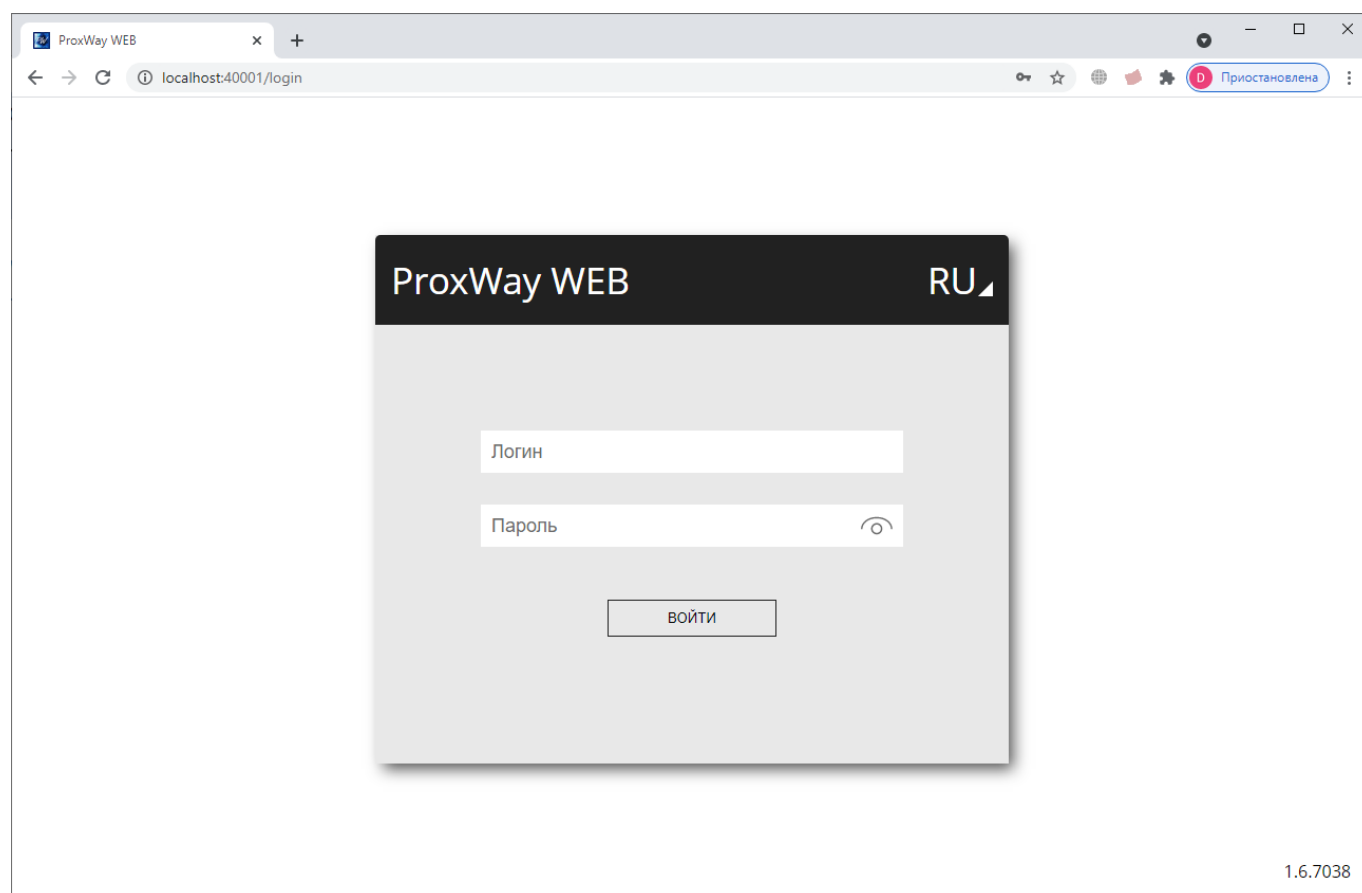 ProxWay WEB
localhost:40001/login
D Приостановлена
ProxWay WEB RU
Логин
Пароль
ВОЙТИ
1.6.7038